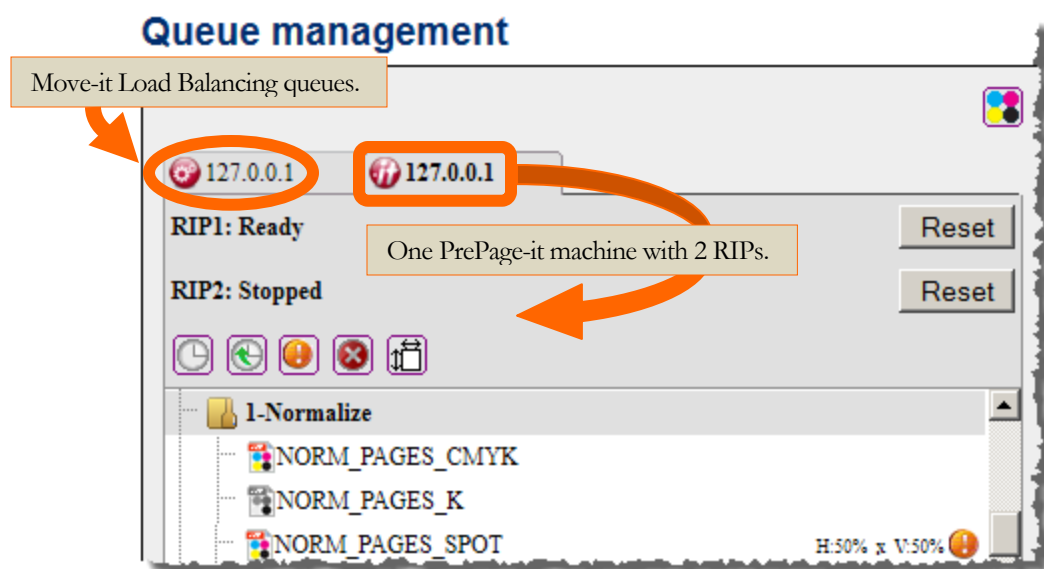 Queue management
Move-it Load Balancing queues.
127.0.0.1 127.0.0.1
RIP1: Ready Reset
One PrePage-it machine with 2 RIPs.
RIP2: Stopped Reset
1-Normalize
NORM_PAGES_CMYK
NORM_PAGES_K
NORM_PAGES_SPOT H:50% x V:50%